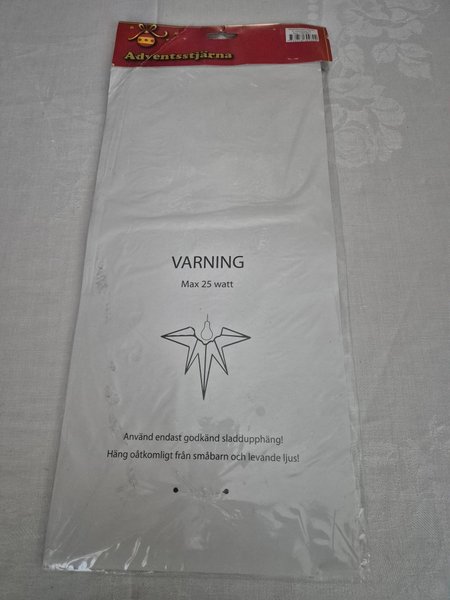 Adventsstjärna
VARNING
Max 25 watt
Använd endast godkänd sladdupphäng!
Häng oåtkomligt från småbarn och levande ljus!